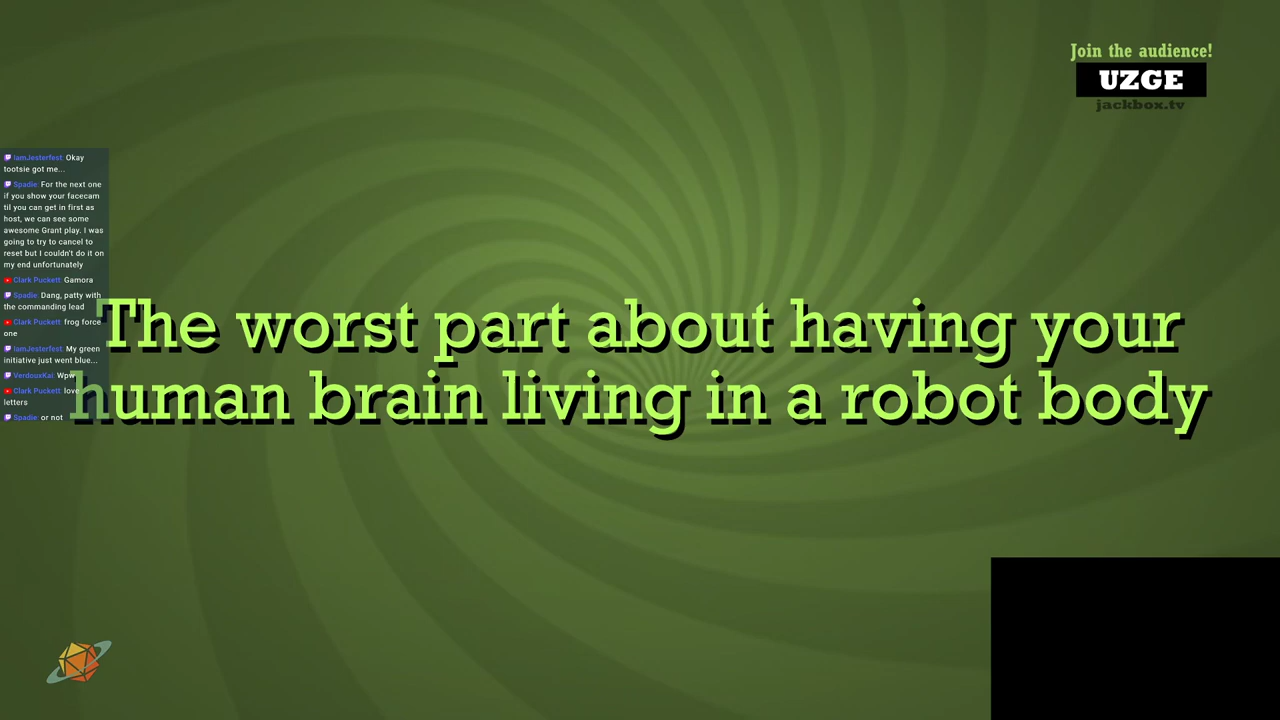 Join the audience!
UZGE
jackbox.tv
IamJesterfest: Okay
tootsie got me...
Spadie: For the next one
if you show your facecam
til you can get in first as
host, we can see some
awesome Grant play. I was
going to try to cancel to
reset but I couldn't do it on
my end unfortunately
Clark Puckett: Gamora
Spadie: Dang, patty with
the commanding lead
Clark Puckett: frog force
one
IamJesterfest: My green
initiative just went blue...
VerdouxKai: Wpw
Clark Puckett: love
letters
Spadie: or not
The worst part about having your
human brain living in a robot body